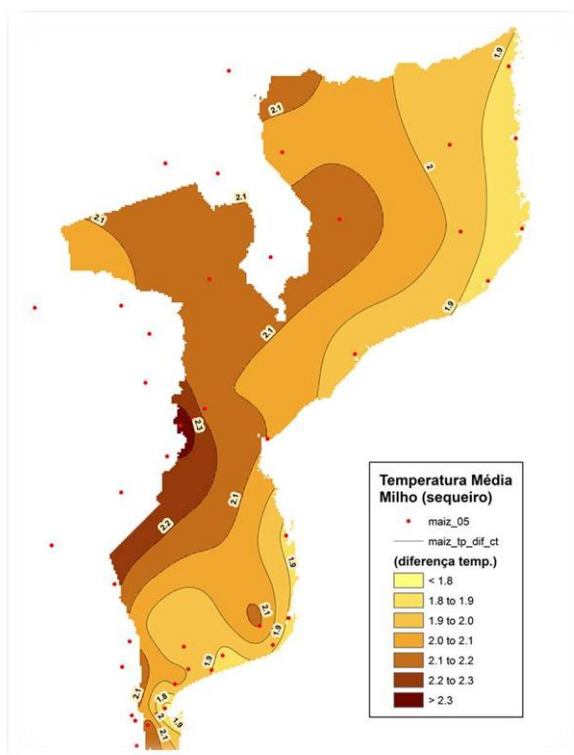 1.9
2.1
2
2.1
2.1
1.9
2.1
2.3
2.1
2.2
1.9
2.1
1.9
2.1
1.8
2
1.9
2.1
Temperatura Média
Milho (sequeiro)
maiz_05
maiz_tp_dif_ct
(diferença temp.)
< 1.8
1.8 to 1.9
1.9 to 2.0
2.0 to 2.1
2.1 to 2.2
2.2 to 2.3
> 2.3